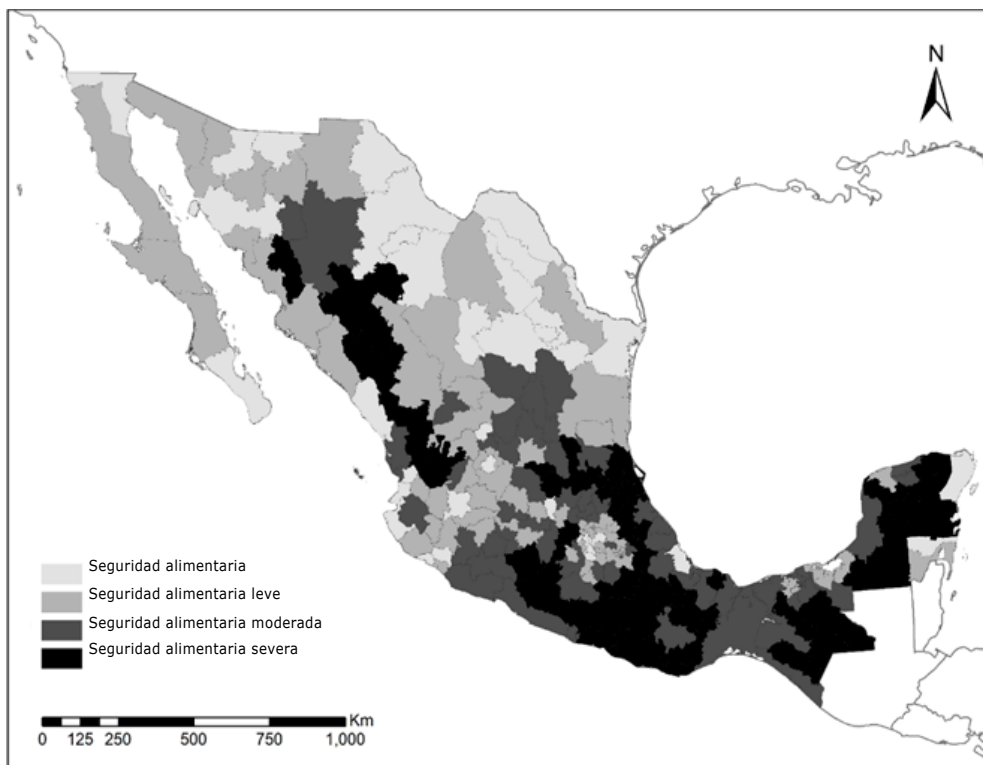 N
Seguridad alimentaria
Seguridad alimentaria leve
Seguridad alimentaria moderada
Seguridad alimentaria severa
Km
0 125 250 500 750 1,000